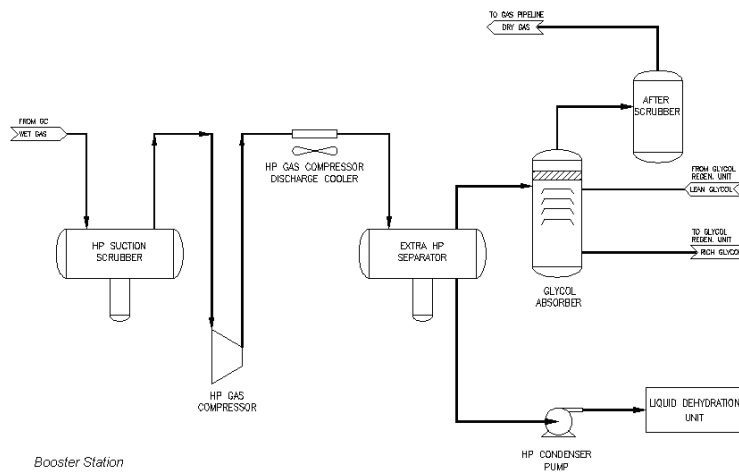 TO GAS PIPELINE
DRY GAS
AFTER
SCRUBBER
FROM GC
WET GAS
HP GAS COMPRESSOR
DISCHARGE COOLER
FROM GLYCOL
REGEN. UNIT
LEAN GLYCOL
HP SUCTION
SCRUBBER
EXTRA HP
SEPARATOR
TO GLYCOL
REGEN. UNIT
RICH GLYCOL
GLYCOL
ABSORBER
HP GAS
COMPRESSOR
LIQUID DEHYDRATION
UNIT
HP CONDENSER
PUMP
Booster Station